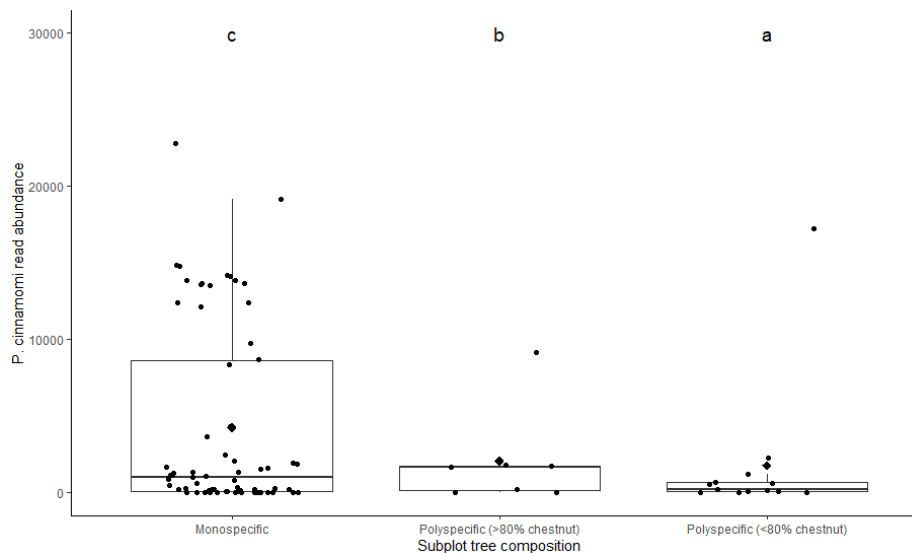 c b a
30000
20000
10000
0
P. cinnamomi read abundance
Monospecific Polyspecific (>80% chestnut) Polyspecific (<80% chestnut)
Subplot tree composition